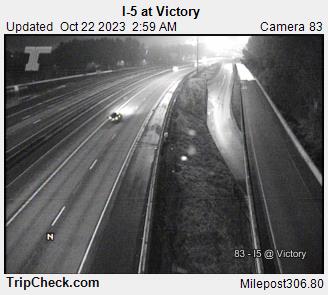 I-5 at Victory
Updated Oct 22 2023 2:59 AM Camera 83
T
N
83 - I5 @ Victory
TripCheck.com Milepost306.80